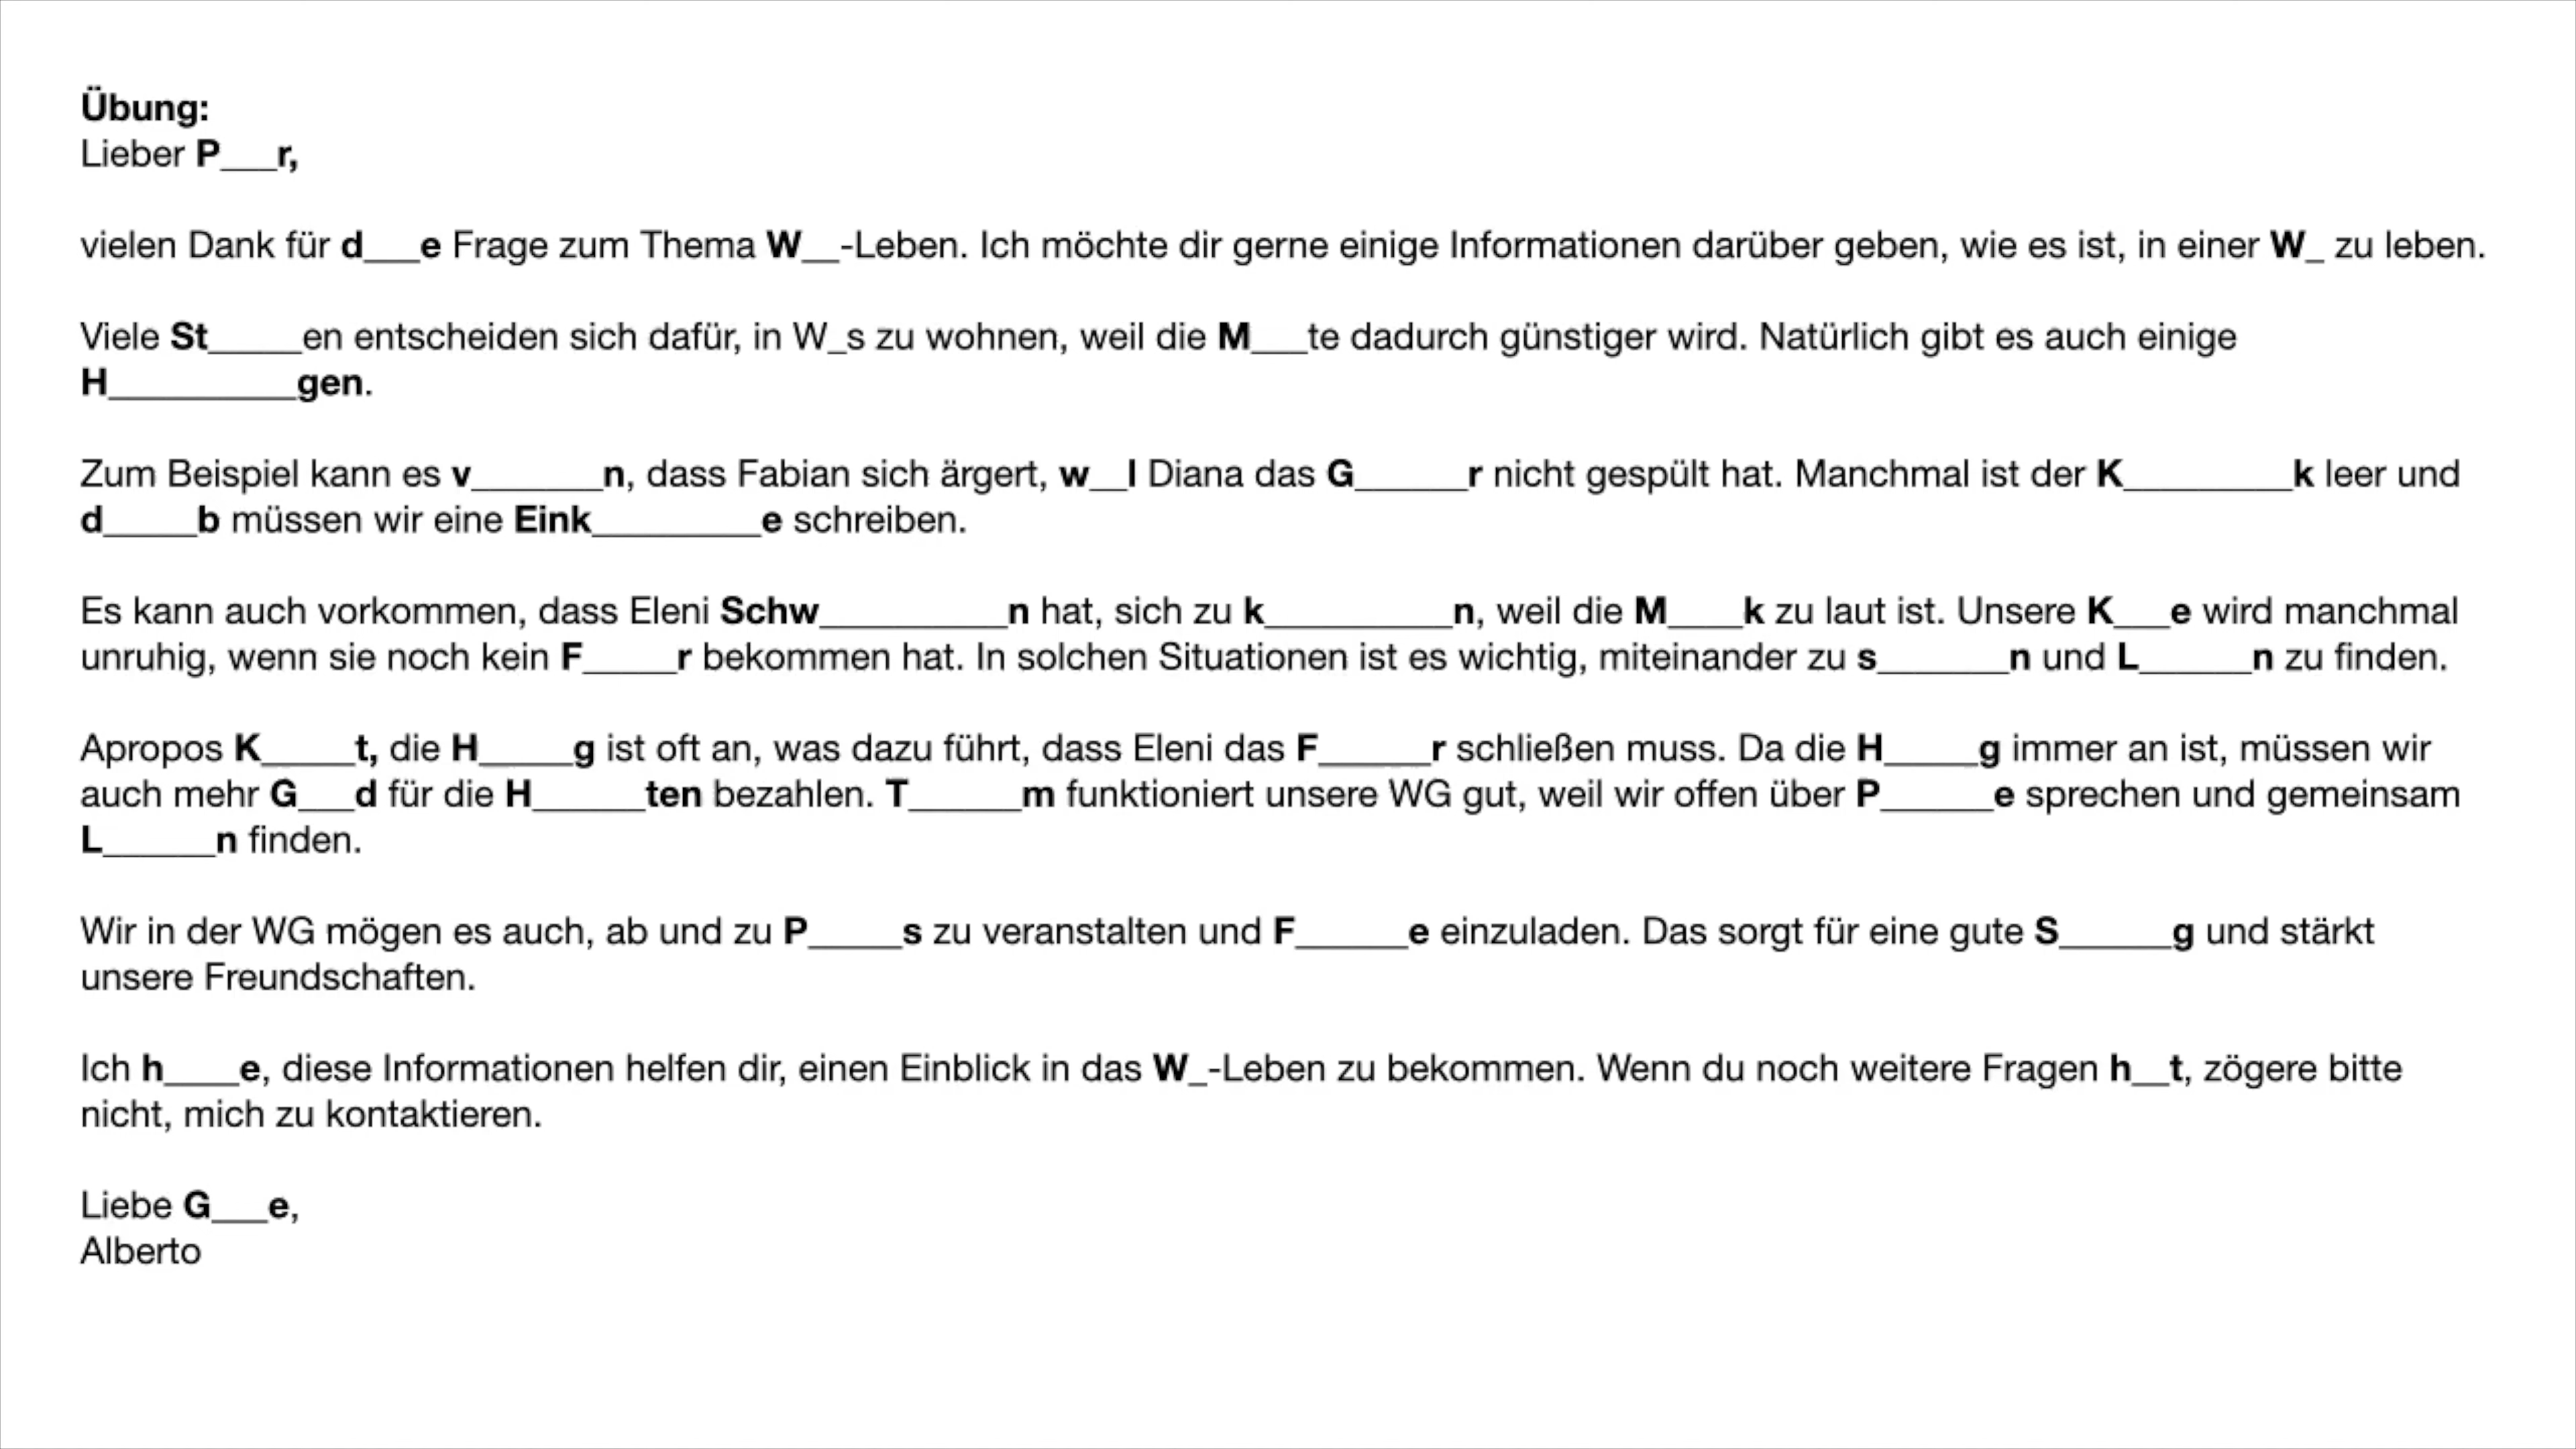 Übung:
Lieber P___r,
vielen Dank für d___e Frage zum Thema W__-Leben. Ich möchte dir gerne einige Informationen darüber geben, wie es ist, in einer W_ zu leben.
Viele St_____en entscheiden sich dafür, in W_s zu wohnen, weil die M___te dadurch günstiger wird. Natürlich gibt es auch einige
H__________gen.
Zum Beispiel kann es v_______n, dass Fabian sich ärgert, w__l Diana das G______r nicht gespült hat. Manchmal ist der K_________k leer und
d_____b müssen wir eine Eink_________e schreiben.
Es kann auch vorkommen, dass Eleni Schw__________n hat, sich zu k__________n, weil die M____k zu laut ist. Unsere K___e wird manchmal
unruhig, wenn sie noch kein F_____r bekommen hat. In solchen Situationen ist es wichtig, miteinander zu s_______n und L______n zu finden.
Apropos K_____t, die H_____g ist oft an, was dazu führt, dass Eleni das F______r schließen muss. Da die H_____g immer an ist, müssen wir
auch mehr G___d für die H______ten bezahlen. T______m funktioniert unsere WG gut, weil wir offen über P______e sprechen und gemeinsam
L______n finden.
Wir in der WG mögen es auch, ab und zu P_____s zu veranstalten und F______e einzuladen. Das sorgt für eine gute S______g und stärkt
unsere Freundschaften.
Ich h____e, diese Informationen helfen dir, einen Einblick in das W_-Leben zu bekommen. Wenn du noch weitere Fragen h__t, zögere bitte
nicht, mich zu kontaktieren.
Liebe G___e,
Alberto